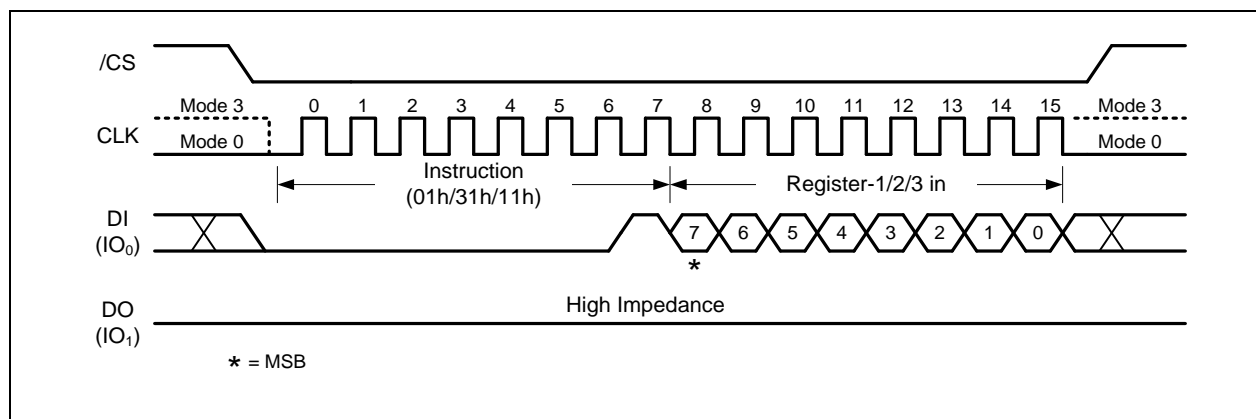 /CS
Mode 3 0 1 2 3 4 5 6 7 8 9 10 11 12 13 14 15 Mode 3
CLK
Mode 0 Mode 0
Instruction
(01h/31h/11h)
Register-1/2/3 in
DI
(IO₀)
7 6 5 4 3 2 1 0
*
High Impedance
DO
(IO₁)
* = MSB